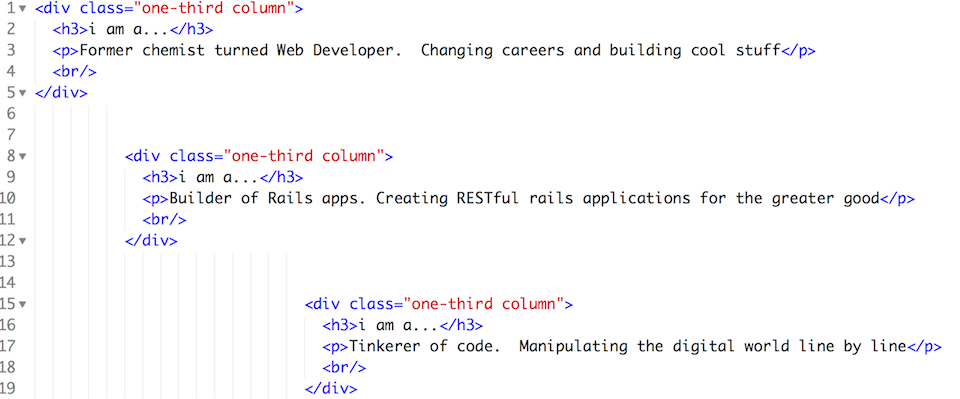 1 <div class="one-third column">
2 <h3>i am a...</h3>
3 <p>Former chemist turned Web Developer.  Changing careers and building cool stuff</p>
4 <br/>
5 </div>
6
7
8 <div class="one-third column">
9 <h3>i am a...</h3>
10 <p>Builder of Rails apps. Creating RESTful rails applications for the greater good</p>
11 <br/>
12 </div>
13
14
15 <div class="one-third column">
16 <h3>i am a...</h3>
17 <p>Tinkerer of code.  Manipulating the digital world line by line</p>
18 <br/>
19 </div>